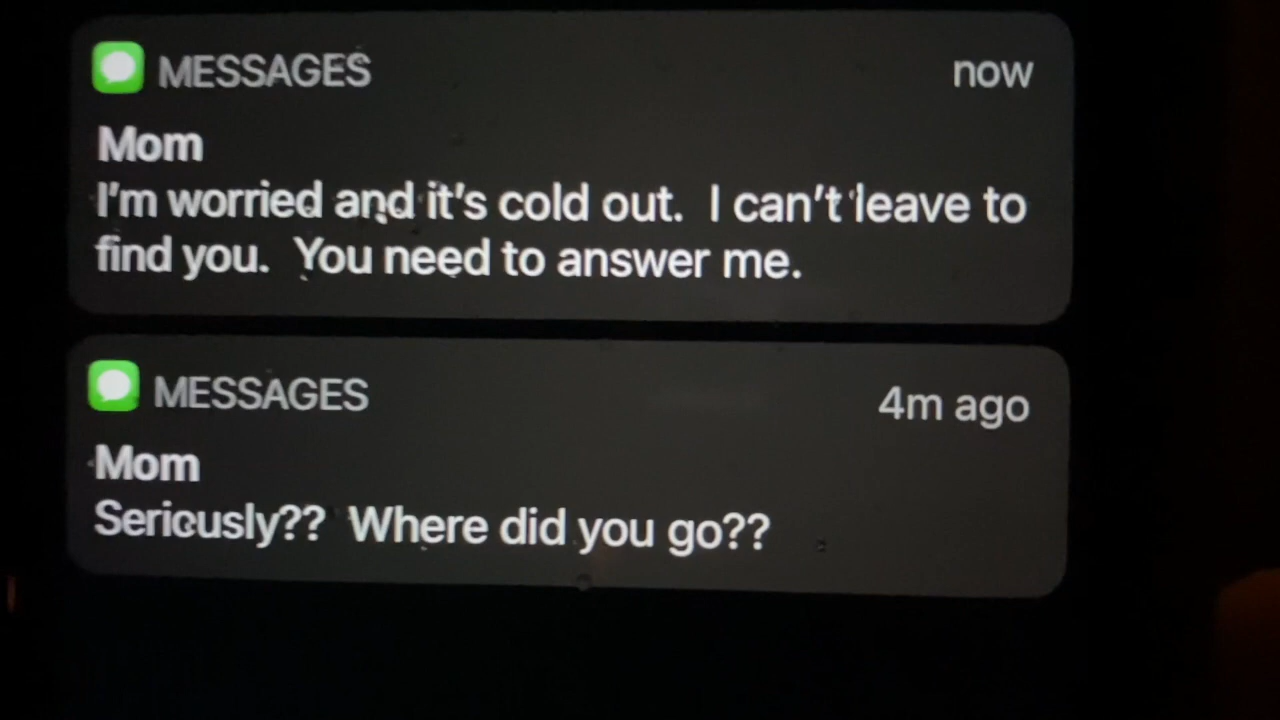 MESSAGES now
Mom
I'm worried and it's cold out.  I can't leave to
find you.  You need to answer me.
MESSAGES 4m ago
Mom
Seriously??  Where did you go??